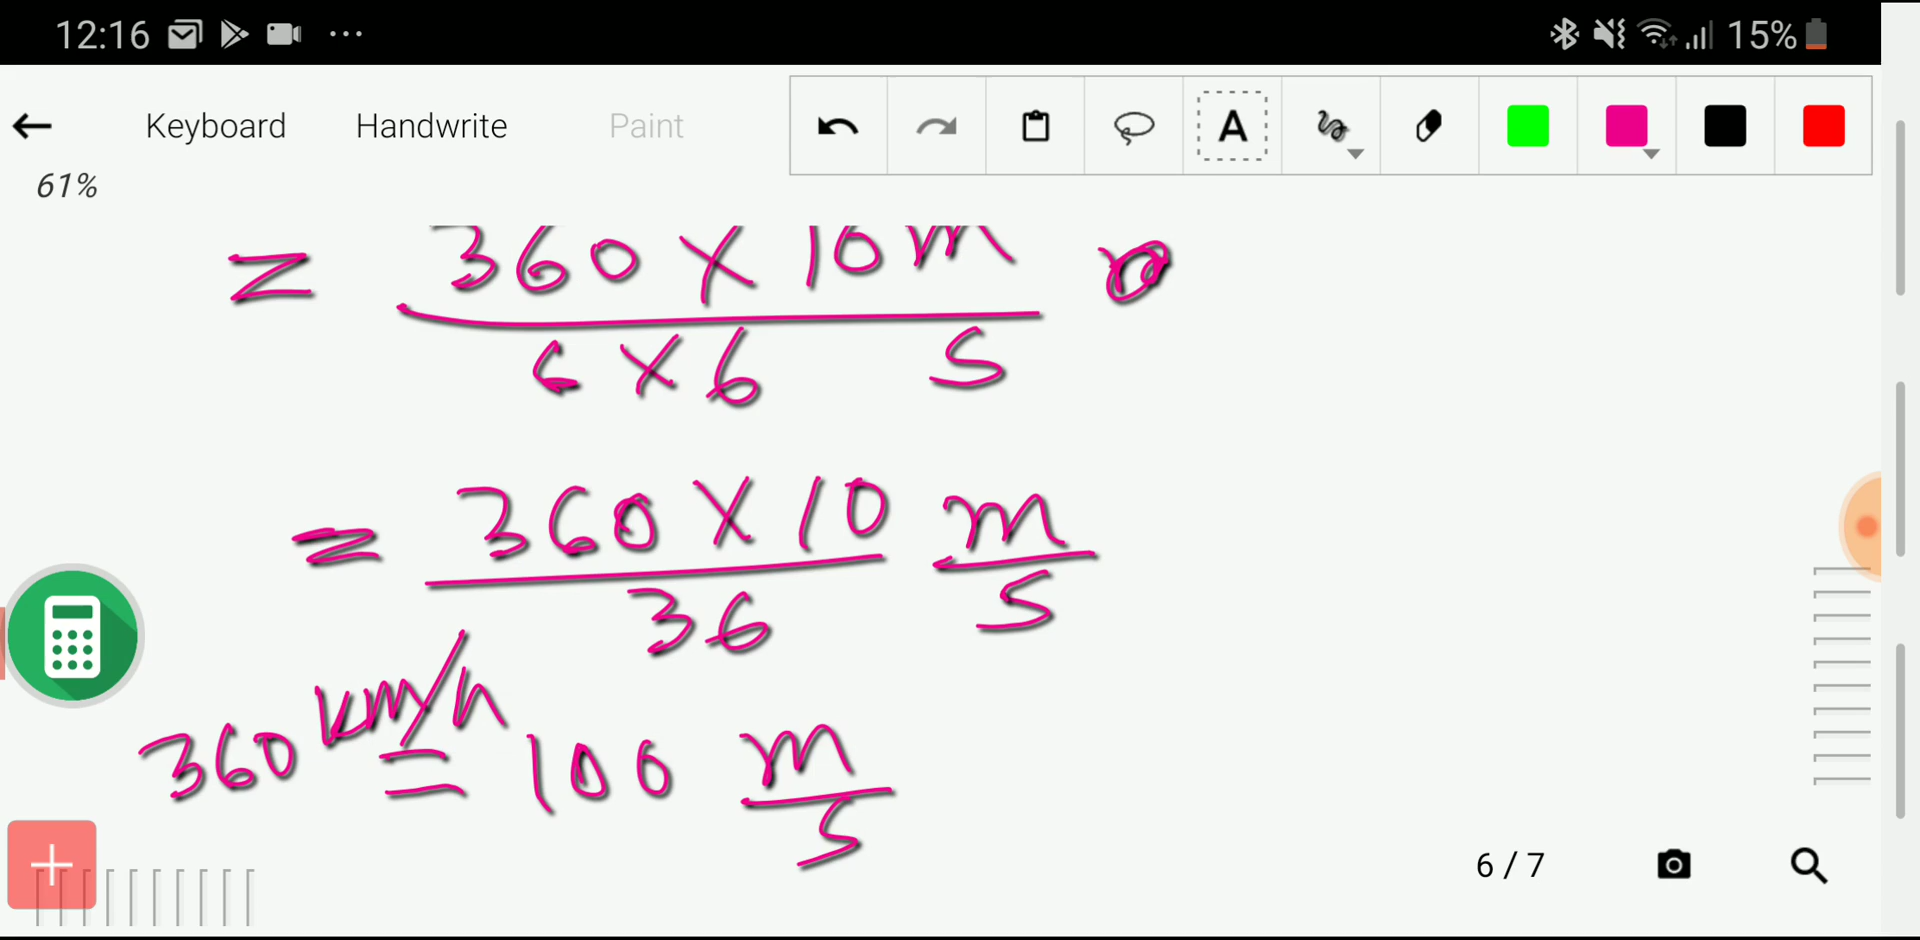 12:16 ... 15%
Keyboard Handwrite Paint A
61%
= 360 X 10 m
6 X 6 s
= 360 X 10 m
36 s
360 km/h = 100 m
s
6 / 7